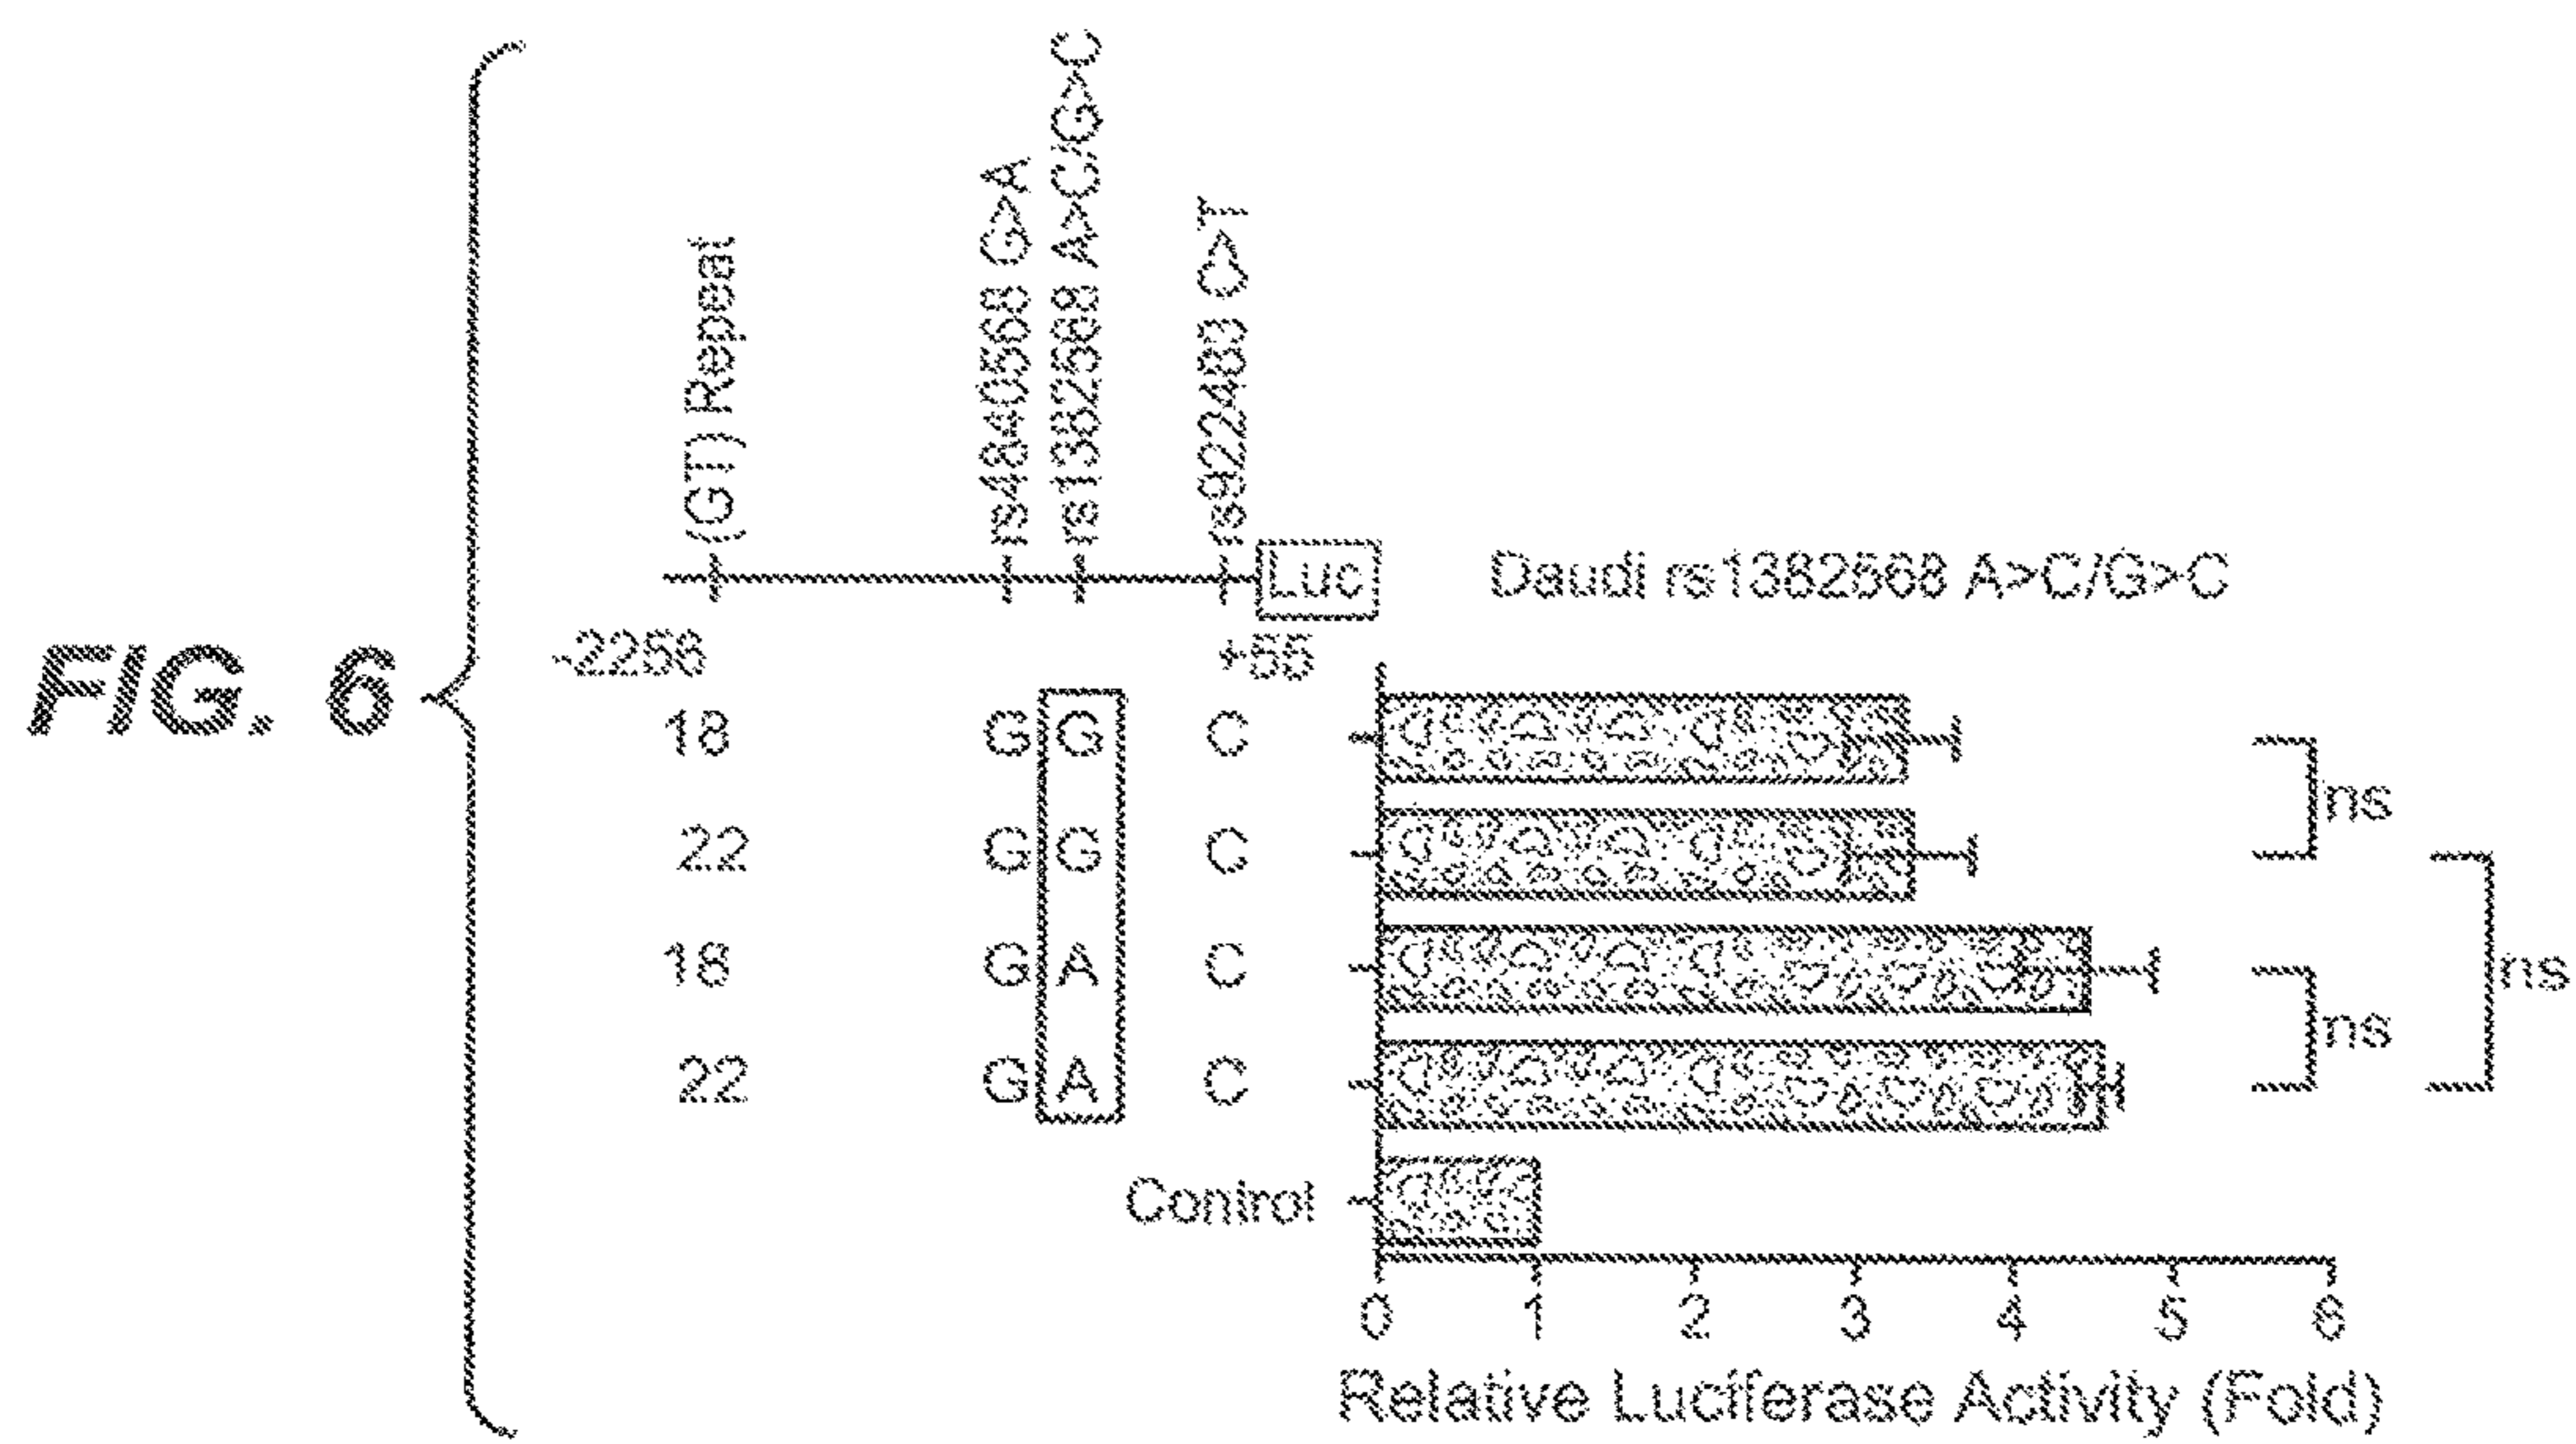 FIG. 6
(GT) Repeat
rs4840568 G>A
rs1382568 A>C/G>C
rs922483 C>T
Luc
Daudi rs1382568 A>C/G>C
-2256
+55
18 G G C
22 G G C
18 G A C
22 G A C
Control
ns
ns
ns
0 1 2 3 4 5 6
Relative Luciferase Activity (Fold)